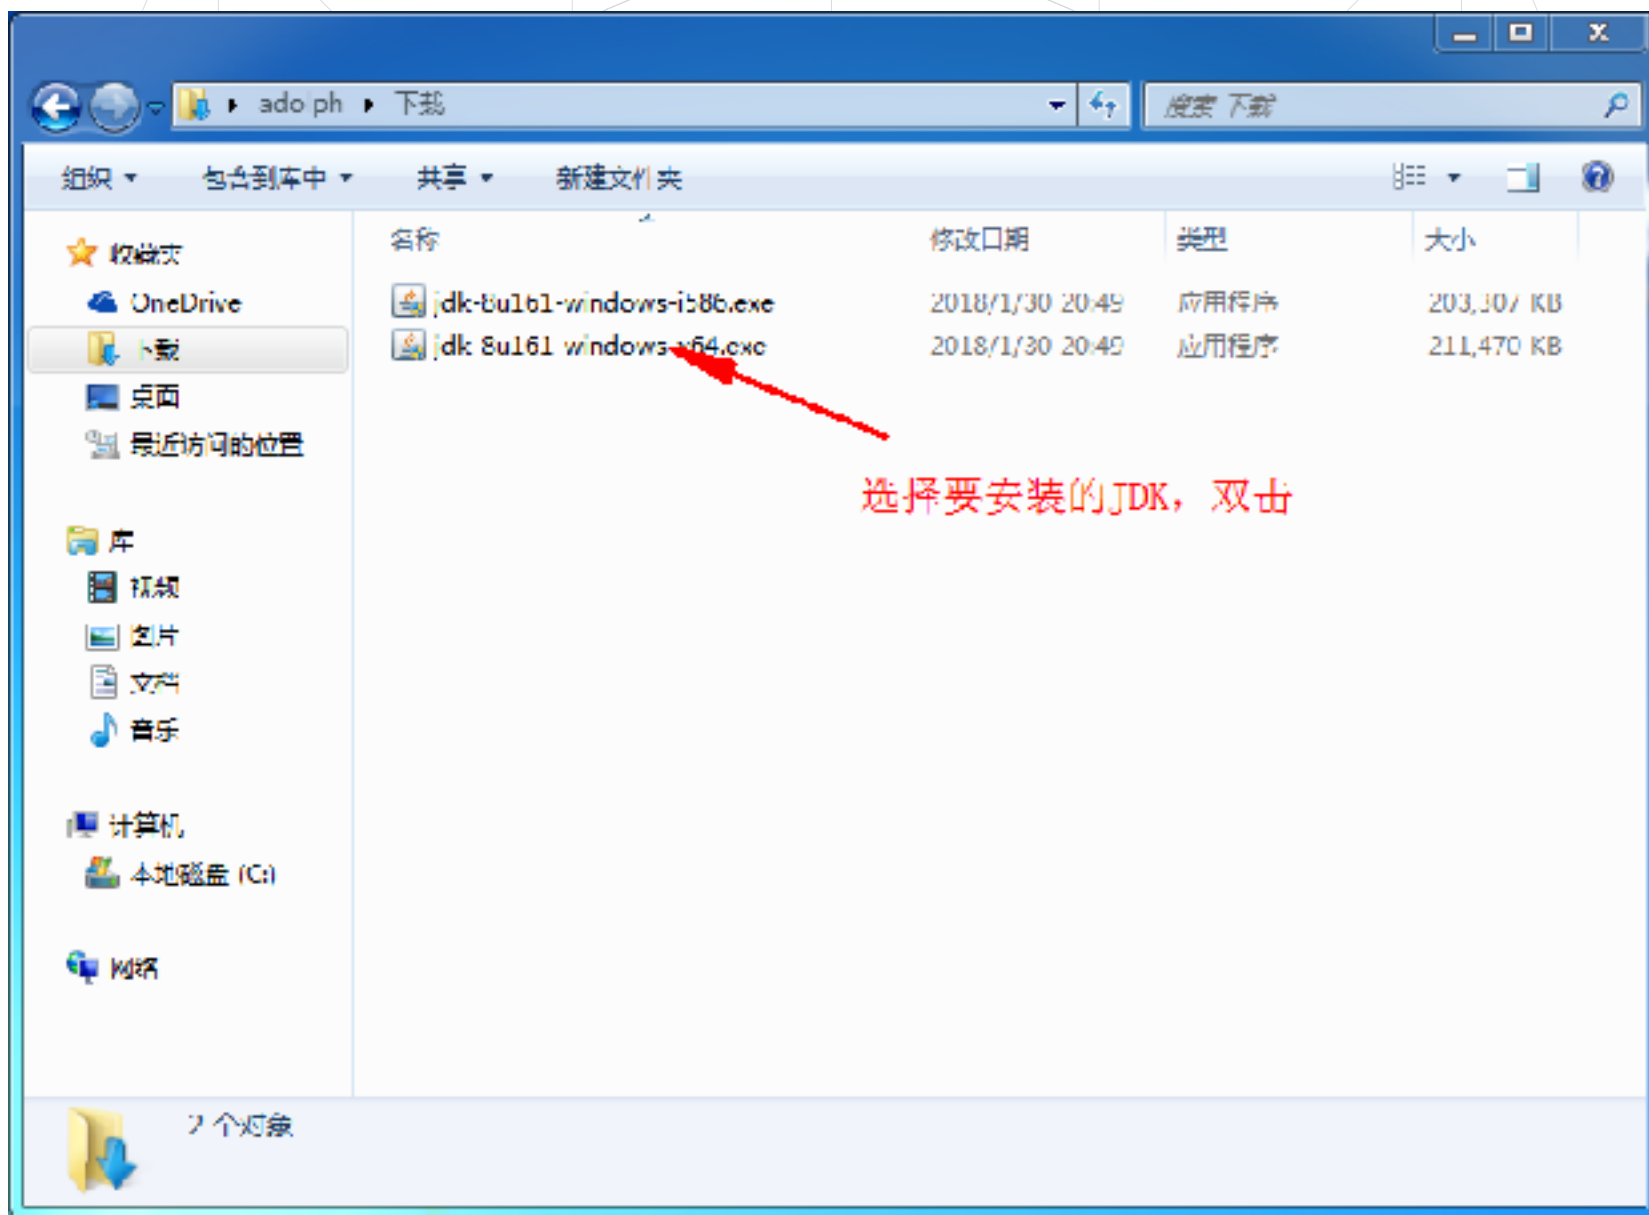 adolph 下载
搜索 下载
组织 包含到库中 共享 新建文件夹
名称 修改日期 类型 大小
jdk-8u161-windows-i586.exe 2018/1/30 20:49 应用程序 203,307 KB
jdk-8u161-windows-x64.exe 2018/1/30 20:49 应用程序 211,470 KB
选择要安装的JDK，双击
收藏夹
OneDrive
下载
桌面
最近访问的位置
库
视频
图片
文档
音乐
计算机
本地磁盘 (C:)
网络
2 个对象